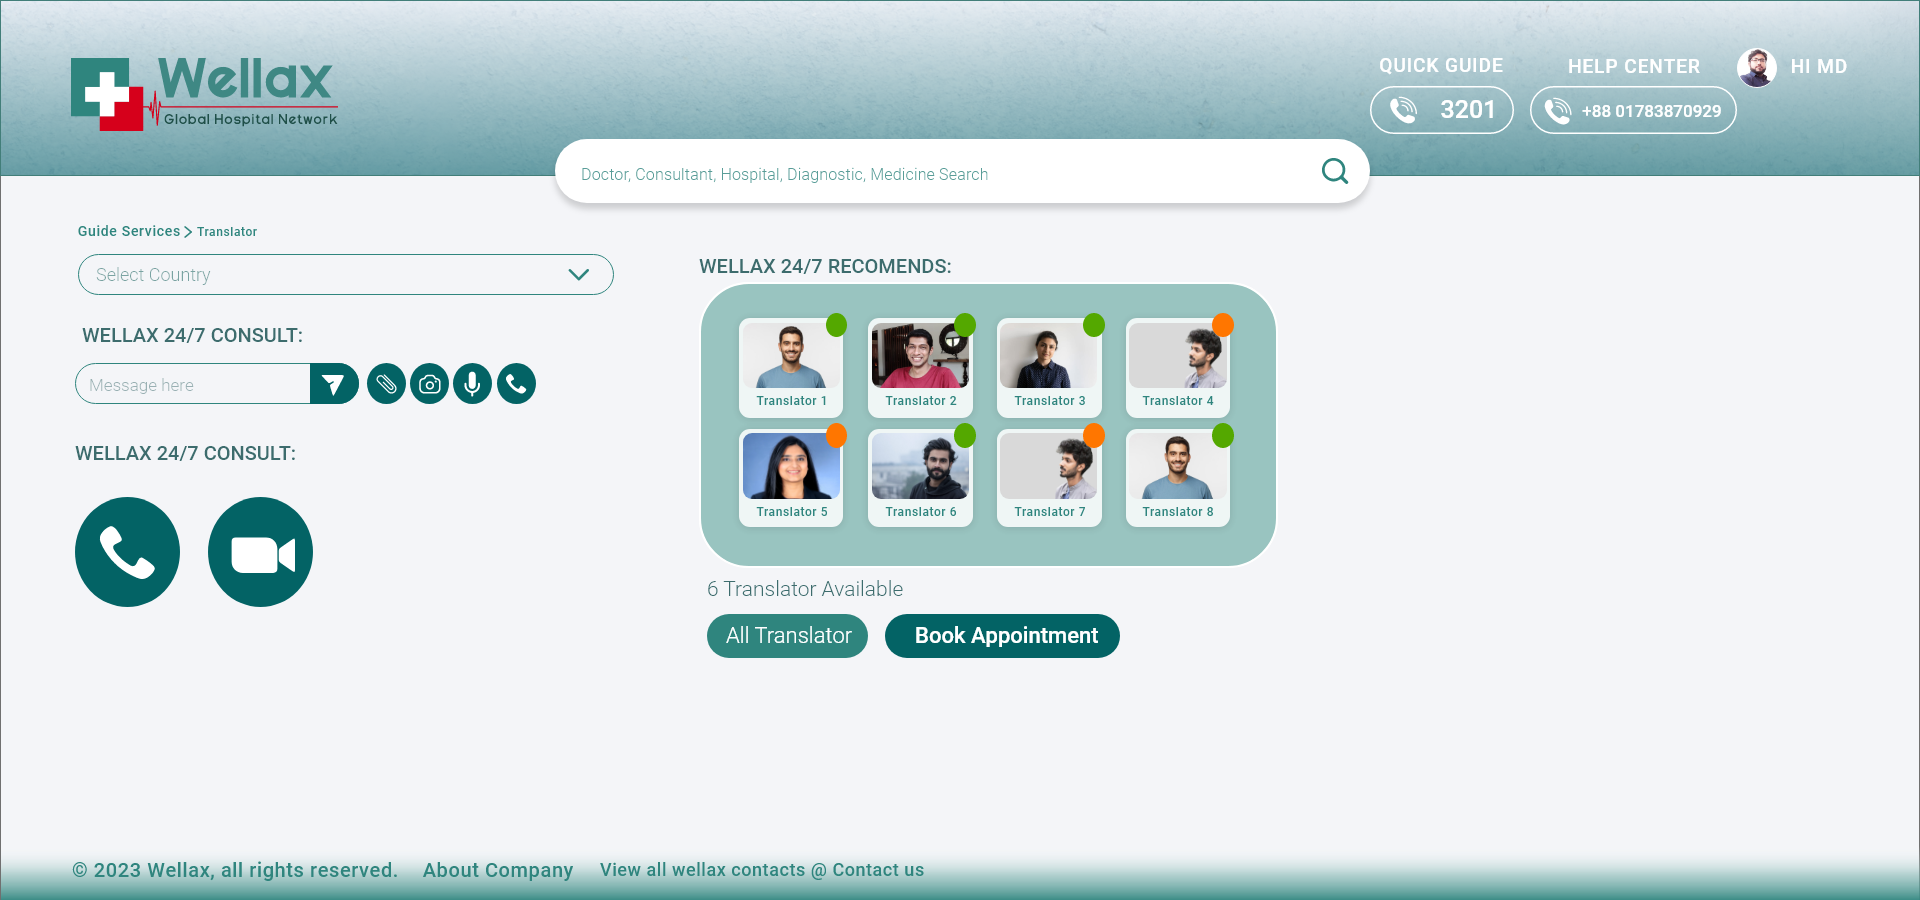 Wellax
Global Hospital Network
QUICK GUIDE
HELP CENTER
HI MD
3201
+88 01783870929
Doctor, Consultant, Hospital, Diagnostic, Medicine Search
Guide Services > Translator
Select Country
WELLAX 24/7 CONSULT:
Message here
WELLAX 24/7 CONSULT:
WELLAX 24/7 RECOMENDS:
Translator 1
Translator 2
Translator 3
Translator 4
Translator 5
Translator 6
Translator 7
Translator 8
6 Translator Available
All Translator
Book Appointment
© 2023 Wellax, all rights reserved.
About Company
View all wellax contacts @ Contact us